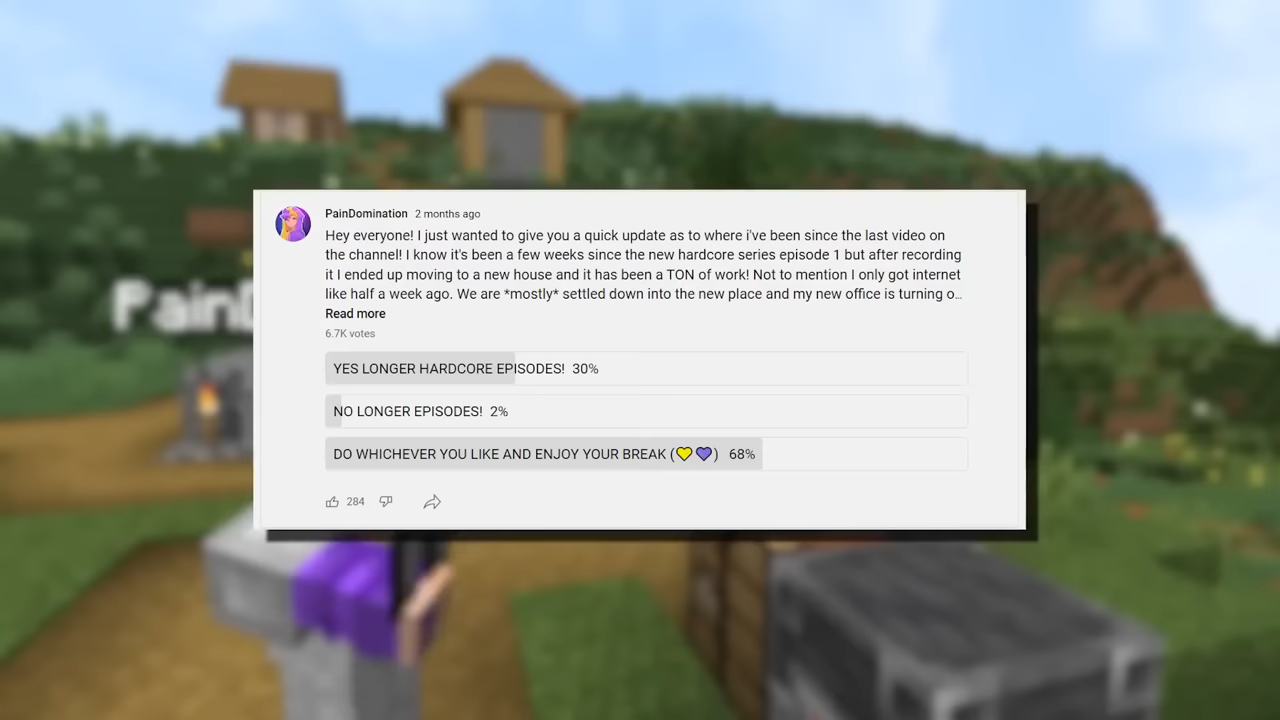 PainDomination 2 months ago
Hey everyone! I just wanted to give you a quick update as to where i've been since the last video on
the channel! I know it's been a few weeks since the new hardcore series episode 1 but after recording
it I ended up moving to a new house and it has been a TON of work! Not to mention I only got internet
like half a week ago. We are *mostly* settled down into the new place and my new office is turning o...
Read more
6.7K votes
YES LONGER HARDCORE EPISODES! 30%
NO LONGER EPISODES! 2%
DO WHICHEVER YOU LIKE AND ENJOY YOUR BREAK (💛💜) 68%
284
PainD